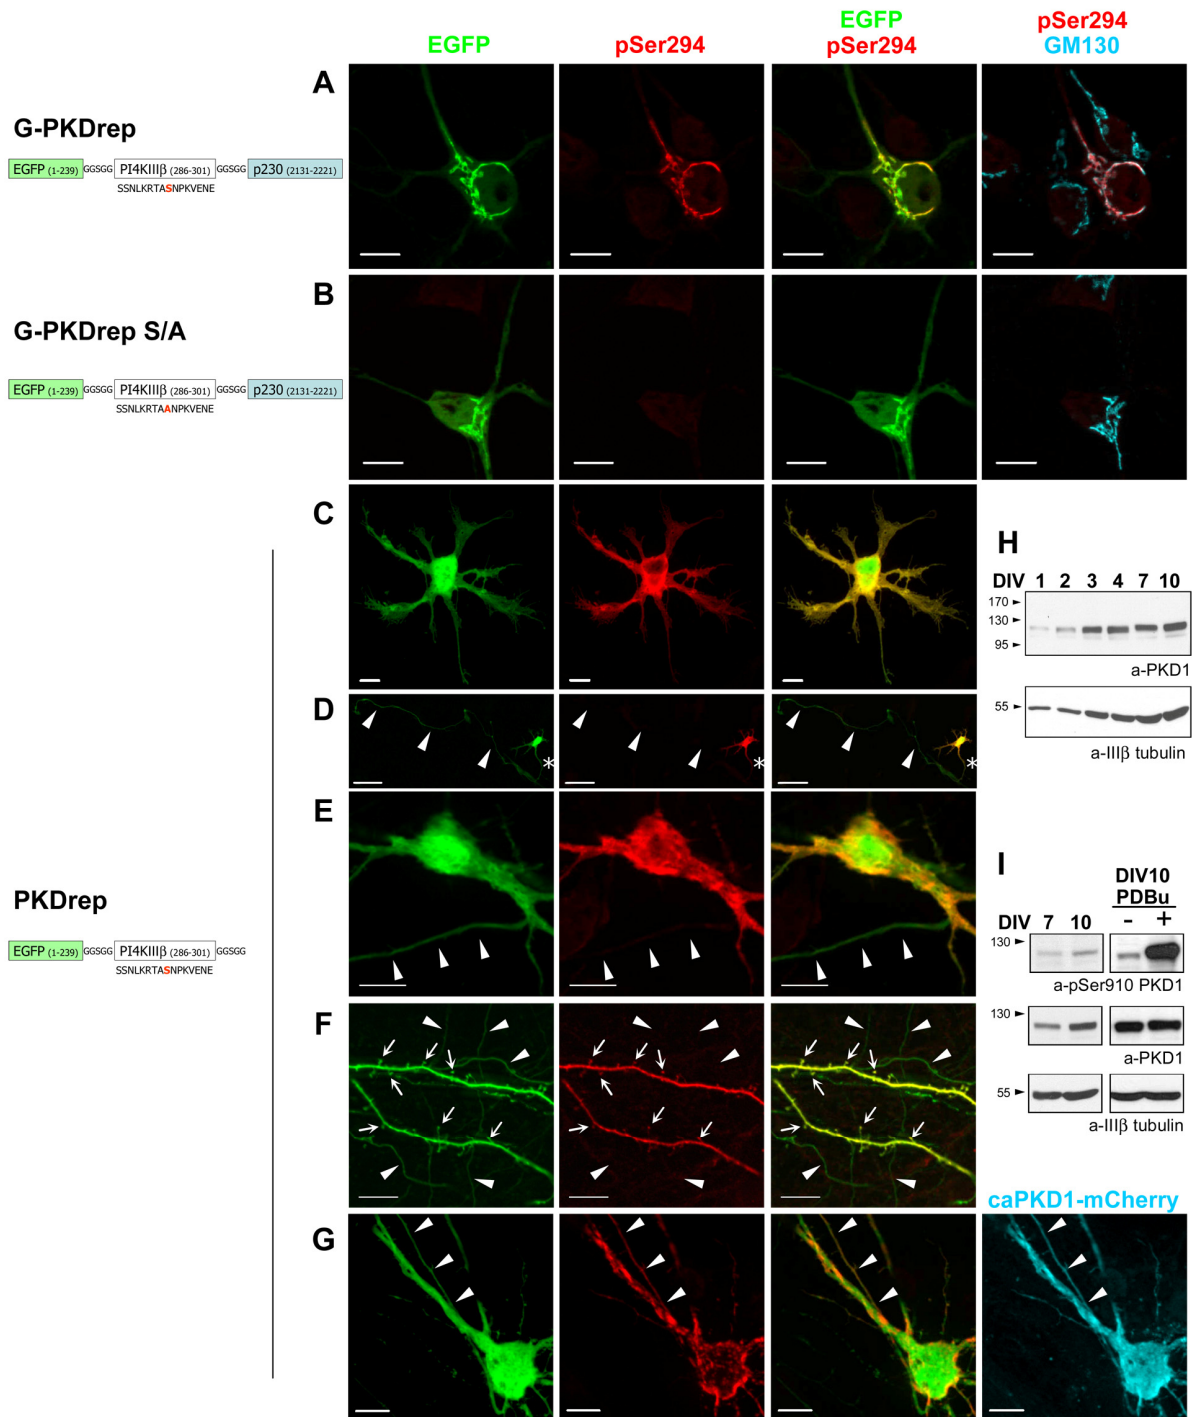 EGFP
pSer294
EGFP
pSer294
pSer294
GM130
A
G-PKDrep
EGFP (1-239) GGSGG PI4KIIIβ (286-301) GGSGG p230 (2131-2221)
SSNLKRTASNPKVENE
B
G-PKDrep S/A
EGFP (1-239) GGSGG PI4KIIIβ (286-301) GGSGG p230 (2131-2221)
SSNLKRTAANPKVENE
C
D
*
*
*
E
F
G
PKDrep
EGFP (1-239) GGSGG PI4KIIIβ (286-301) GGSGG
SSNLKRTASNPKVENE
caPKD1-mCherry
H
DIV 1 2 3 4 7 10
170
130
95
a-PKD1
55
a-IIIβ tubulin
I
DIV10
PDBu
DIV 7 10 - +
130
a-pSer910 PKD1
130
a-PKD1
55
a-IIIβ tubulin